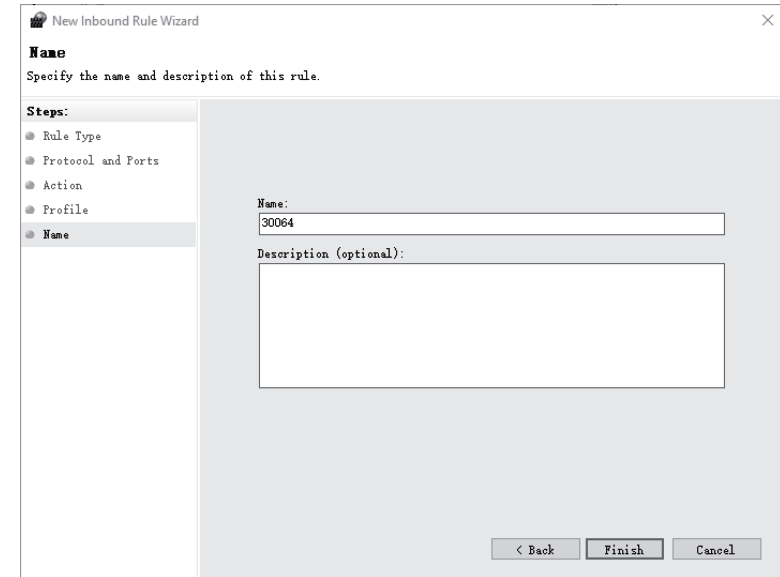 New Inbound Rule Wizard
Name
Specify the name and description of this rule.
Steps:
Rule Type
Protocol and Ports
Action
Profile
Name
Name:
30064
Description (optional):
< Back
Finish
Cancel